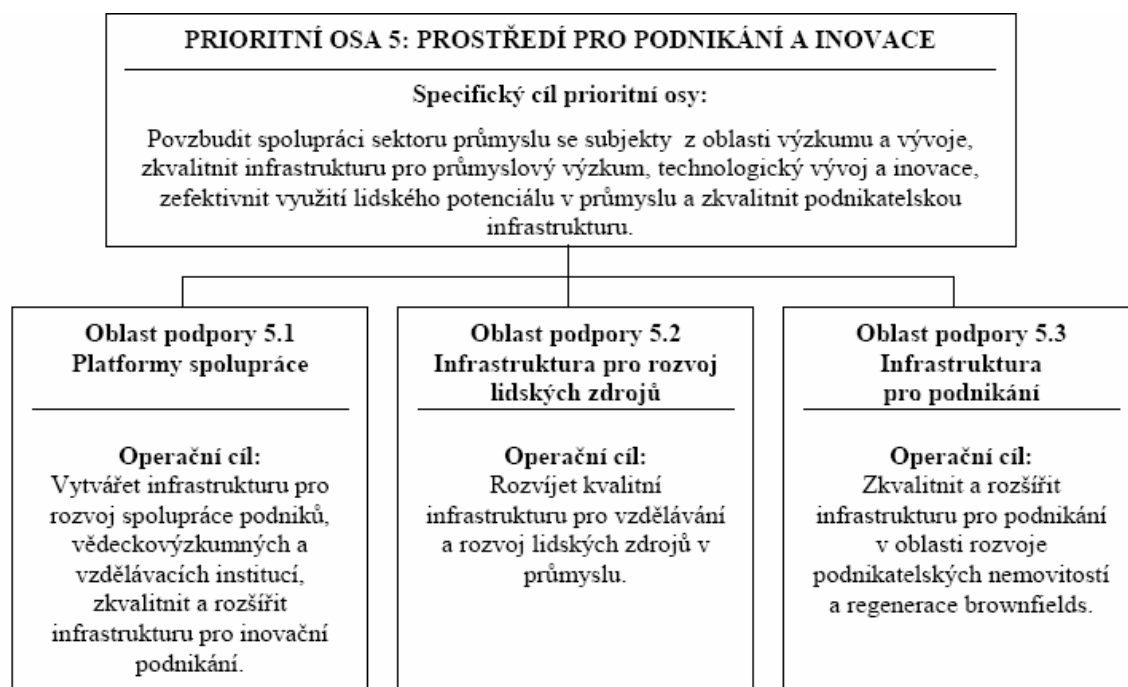 PRIORITNÍ OSA 5: PROSTŘEDÍ PRO PODNIKÁNÍ A INOVACE
Specifický cíl prioritní osy:
Povzbudit spolupráci sektoru průmyslu se subjekty z oblasti výzkumu a vývoje,
zkvalitnit infrastrukturu pro průmyslový výzkum, technologický vývoj a inovace,
zefektivnit využití lidského potenciálu v průmyslu a zkvalitnit podnikatelskou
infrastrukturu.
Oblast podpory 5.1
Platformy spolupráce
Operační cíl:
Vytvářet infrastrukturu pro
rozvoj spolupráce podniků,
vědeckovýzkumných a
vzdělávacích institucí,
zkvalitnit a rozšířit
infrastrukturu pro inovační
podnikání.
Oblast podpory 5.2
Infrastruktura pro rozvoj
lidských zdrojů
Operační cíl:
Rozvíjet kvalitní
infrastrukturu pro vzdělávání
a rozvoj lidských zdrojů v
průmyslu.
Oblast podpory 5.3
Infrastruktura
pro podnikání
Operační cíl:
Zkvalitnit a rozšířit
infrastrukturu pro podnikání
v oblasti rozvoje
podnikatelských nemovitostí
a regenerace brownfields.